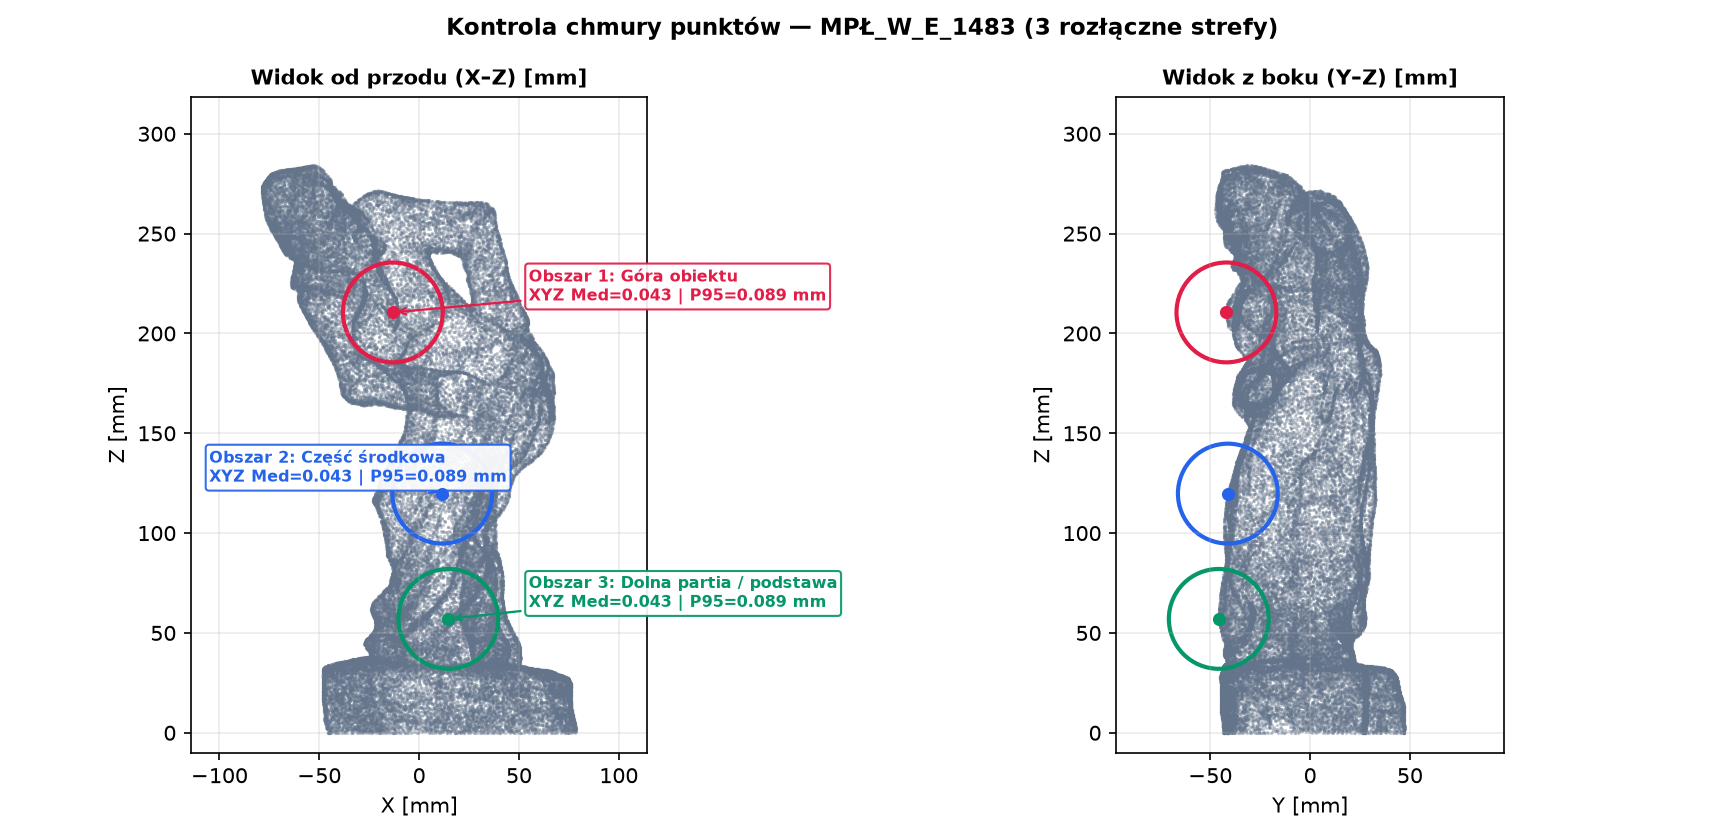 Kontrola chmury punktów — MPŁ_W_E_1483 (3 rozłączne strefy)
Widok od przodu (X–Z) [mm]
300
250
200
150
100
50
0
Z [mm]
Obszar 1: Góra obiektu
XYZ Med=0.043 | P95=0.089 mm
Obszar 2: Część środkowa
XYZ Med=0.043 | P95=0.089 mm
Obszar 3: Dolna partia / podstawa
XYZ Med=0.043 | P95=0.089 mm
−100 −50 0 50 100
X [mm]
Widok z boku (Y–Z) [mm]
300
250
200
150
100
50
0
Z [mm]
−50 0 50
Y [mm]